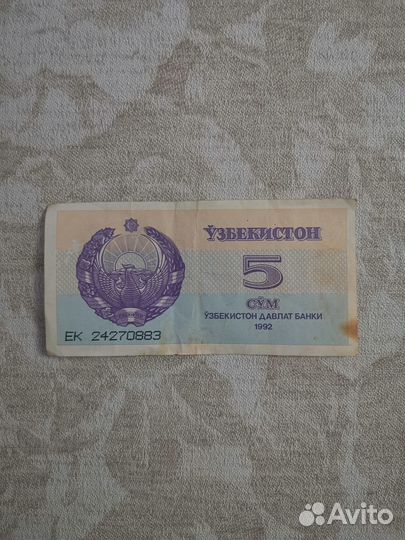 ЎЗБЕКИСТОН
5
СЎМ
ЎЗБЕКИСТОН ДАВЛАТ БАНКИ
1992
ЕК 24270883
Avito